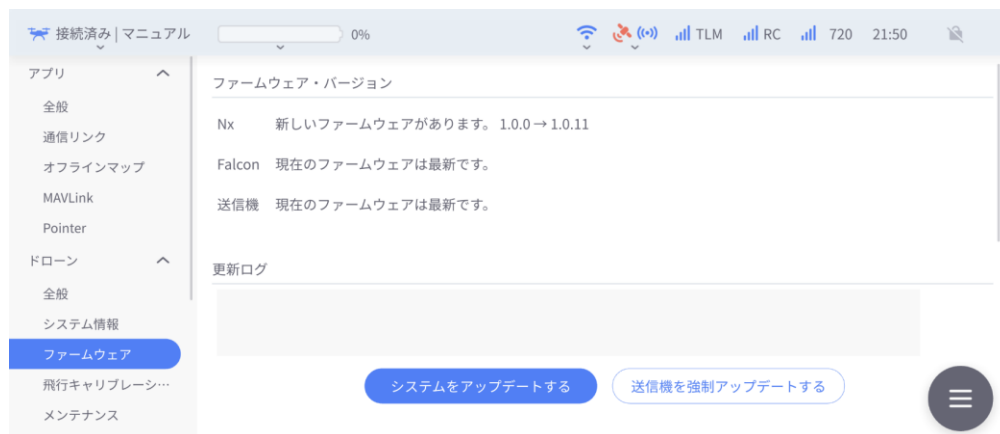 接続済み | マニュアル 0% TLM RC 720 21:50
アプリ
全般
通信リンク
オフラインマップ
MAVLink
Pointer
ドローン
全般
システム情報
ファームウェア
飛行キャリブレーシ…
メンテナンス
ファームウェア・バージョン
Nx 新しいファームウェアがあります。 1.0.0 → 1.0.11
Falcon 現在のファームウェアは最新です。
送信機 現在のファームウェアは最新です。
更新ログ
システムをアップデートする 送信機を強制アップデートする